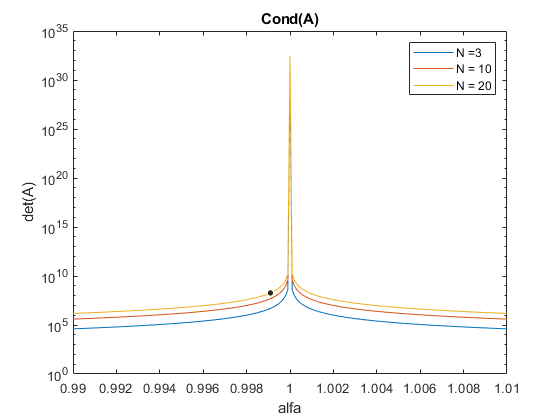 Cond(A)
10^35
10^30
10^25
10^20
10^15
10^10
10^5
10^0
det(A)
N =3
N = 10
N = 20
0.99 0.992 0.994 0.996 0.998 1 1.002 1.004 1.006 1.008 1.01
alfa